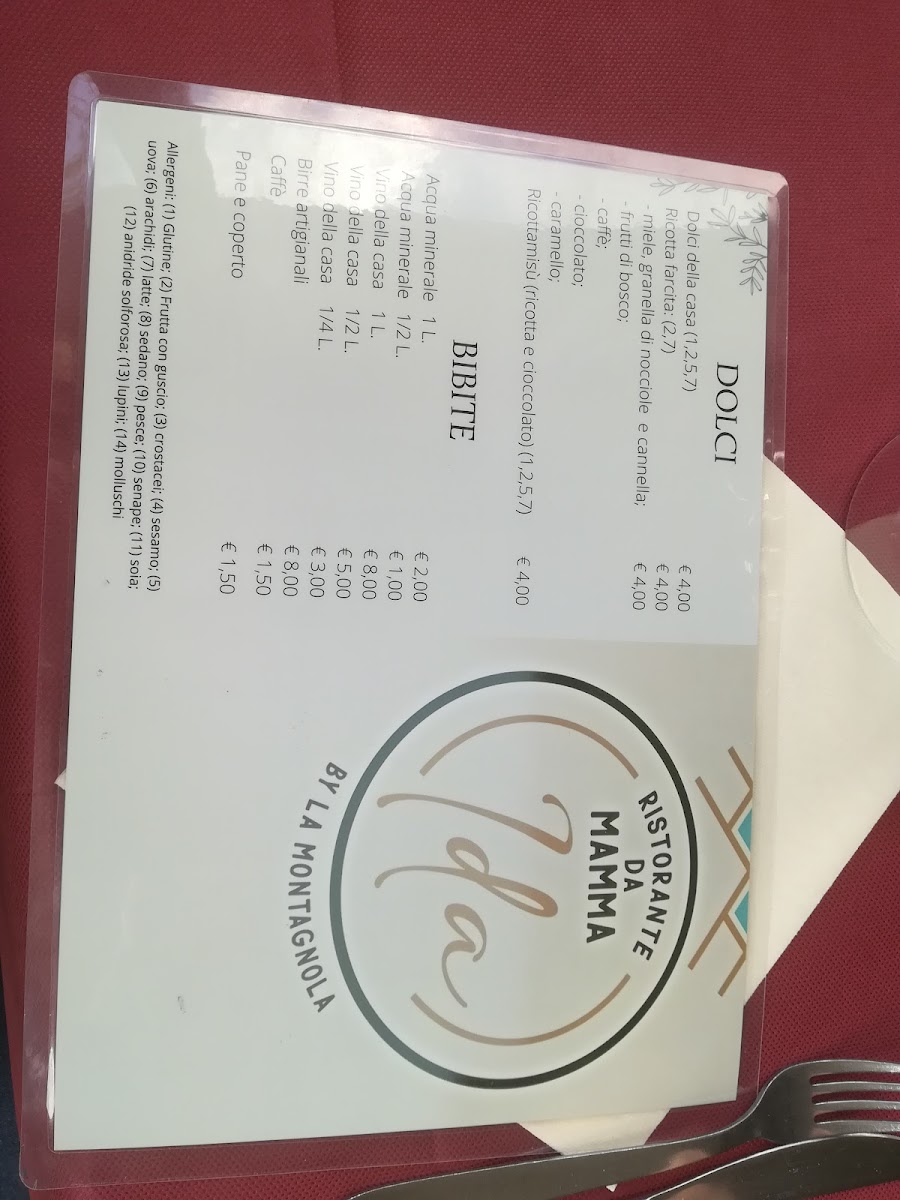 DOLCI
Dolci della casa (1,2,5,7) € 4,00
Ricotta farcita: (2,7) € 4,00
- miele, granella di nocciole e cannella; € 4,00
- frutti di bosco;
- caffè;
- cioccolato;
- caramello;
Ricottamisù (ricotta e cioccolato) (1,2,5,7) € 4,00
BIBITE
Acqua minerale 1 L. € 2,00
Acqua minerale 1/2 L. € 1,00
Vino della casa 1 L. € 8,00
Vino della casa 1/2 L. € 5,00
Vino della casa 1/4 L. € 3,00
Birre artigianali € 8,00
Caffè € 1,50
Pane e coperto € 1,50
Allergeni: (1) Glutine; (2) Frutta con guscio; (3) crostacei; (4) sesamo; (5)
uova; (6) arachidi; (7) latte; (8) sedano; (9) pesce; (10) senape; (11) soia;
(12) anidride solforosa; (13) lupini; (14) molluschi
RISTORANTE
DA
MAMMA
Ida
BY LA MONTAGNOLA